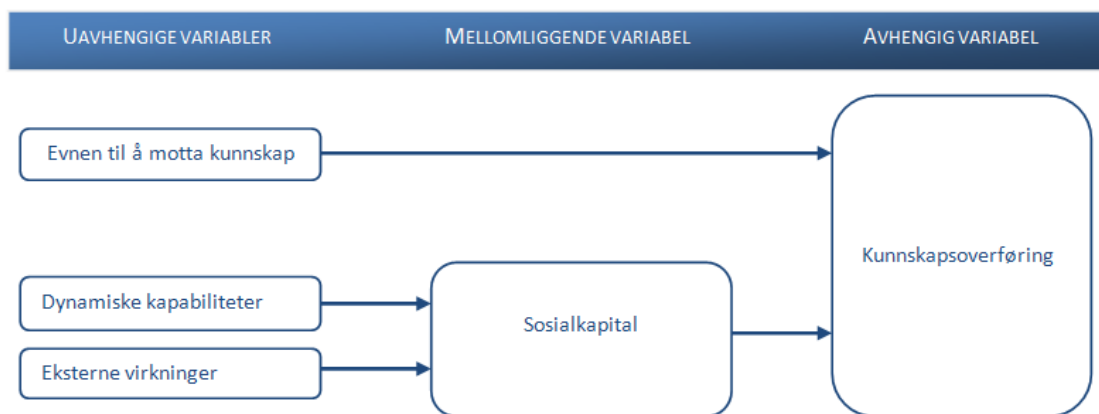 UAVHENGIGE VARIABLER
MELLOMLIGGENDE VARIABEL
AVHENGIG VARIABEL
Evnen til å motta kunnskap
Kunnskapsoverføring
Dynamiske kapabiliteter
Sosialkapital
Eksterne virkninger